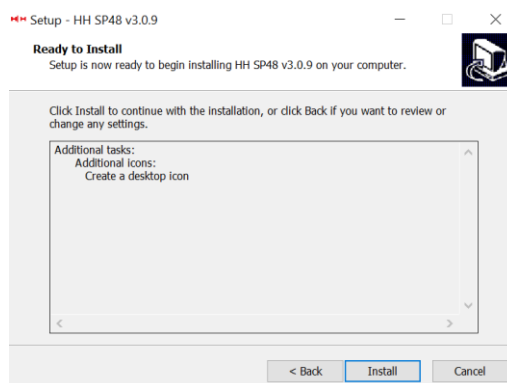 Setup - HH SP48 v3.0.9
Ready to Install
Setup is now ready to begin installing HH SP48 v3.0.9 on your computer.
Click Install to continue with the installation, or click Back if you want to review or
change any settings.
Additional tasks:
Additional icons:
Create a desktop icon
< Back
Install
Cancel